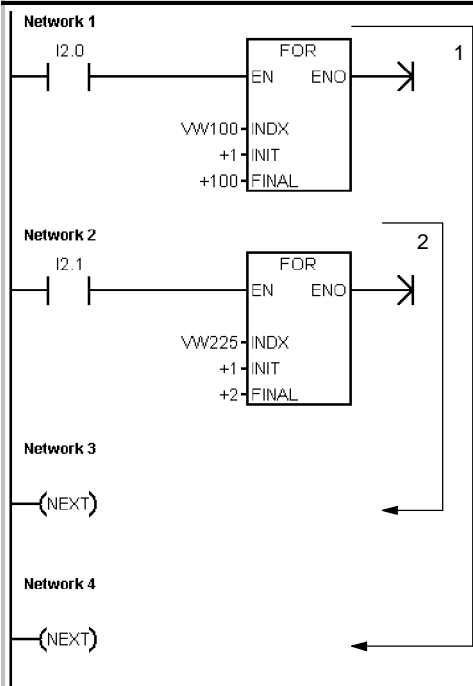 Network 1
I2.0
FOR
1
EN ENO
VW100 INDX
+1 INIT
+100 FINAL
Network 2
2
I2.1
FOR
EN ENO
VW225 INDX
+1 INIT
+2 FINAL
Network 3
(NEXT)
Network 4
(NEXT)